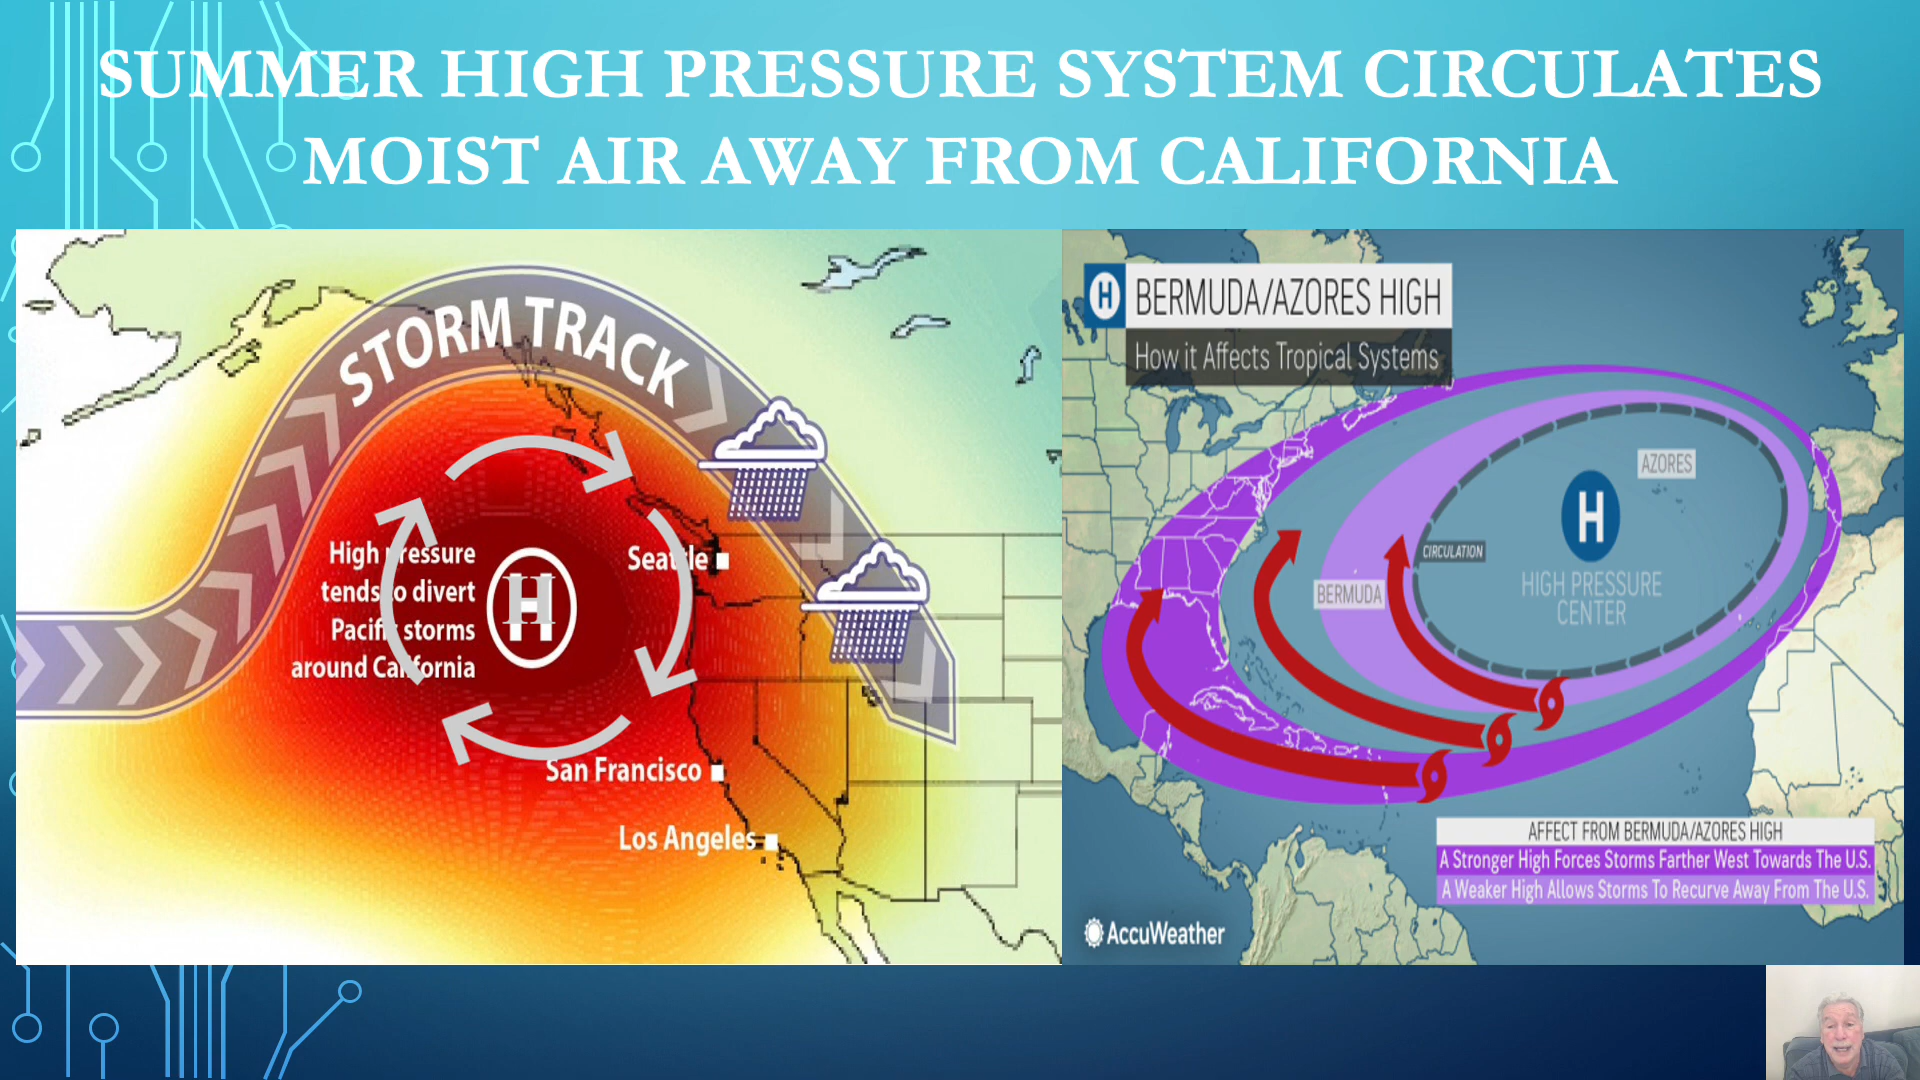 SUMMER HIGH PRESSURE SYSTEM CIRCULATES
MOIST AIR AWAY FROM CALIFORNIA
STORM TRACK
High pressure
tends to divert
Pacific storms
around California
H
Seattle
San Francisco
Los Angeles
H BERMUDA/AZORES HIGH
How it Affects Tropical Systems
AZORES
H
CIRCULATION
HIGH PRESSURE
CENTER
BERMUDA
AFFECT FROM BERMUDA/AZORES HIGH
A Stronger High Forces Storms Farther West Towards The U.S.
A Weaker High Allows Storms To Recurve Away From The U.S.
AccuWeather